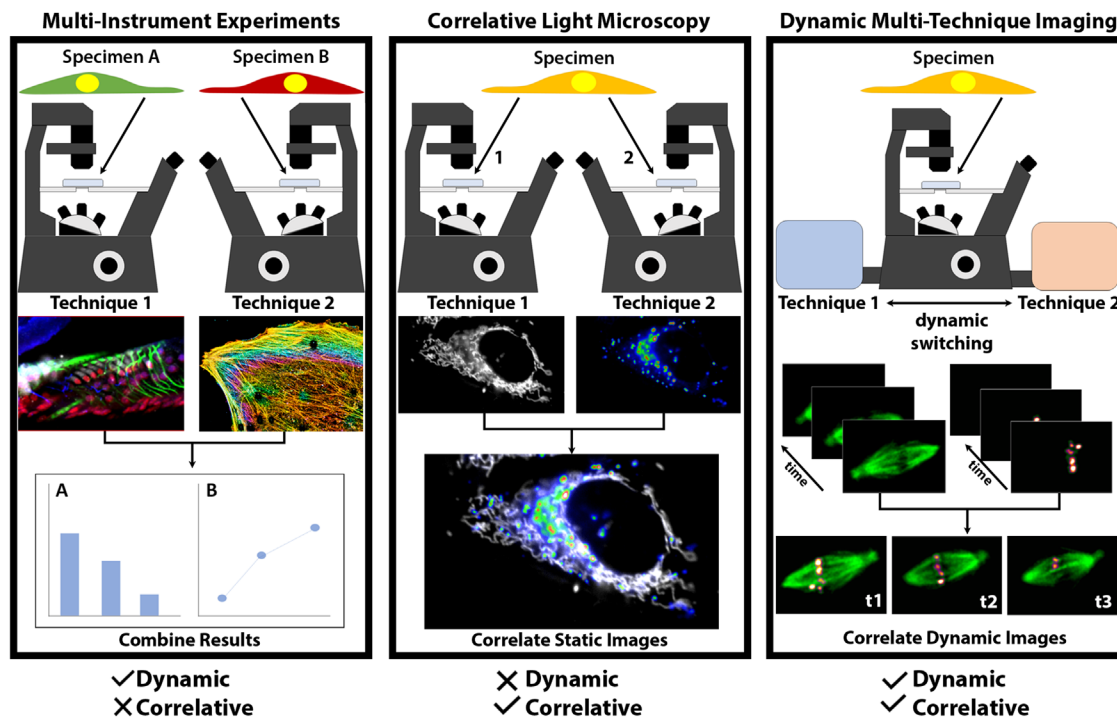 Multi-Instrument Experiments
Specimen A
Specimen B
Technique 1
Technique 2
A
B
Combine Results
✓Dynamic
✕Correlative
Correlative Light Microscopy
Specimen
1
2
Technique 1
Technique 2
Correlate Static Images
✕ Dynamic
✓ Correlative
Dynamic Multi-Technique Imaging
Specimen
Technique 1
Technique 2
dynamic
switching
time
time
t1
t2
t3
Correlate Dynamic Images
✓ Dynamic
✓ Correlative